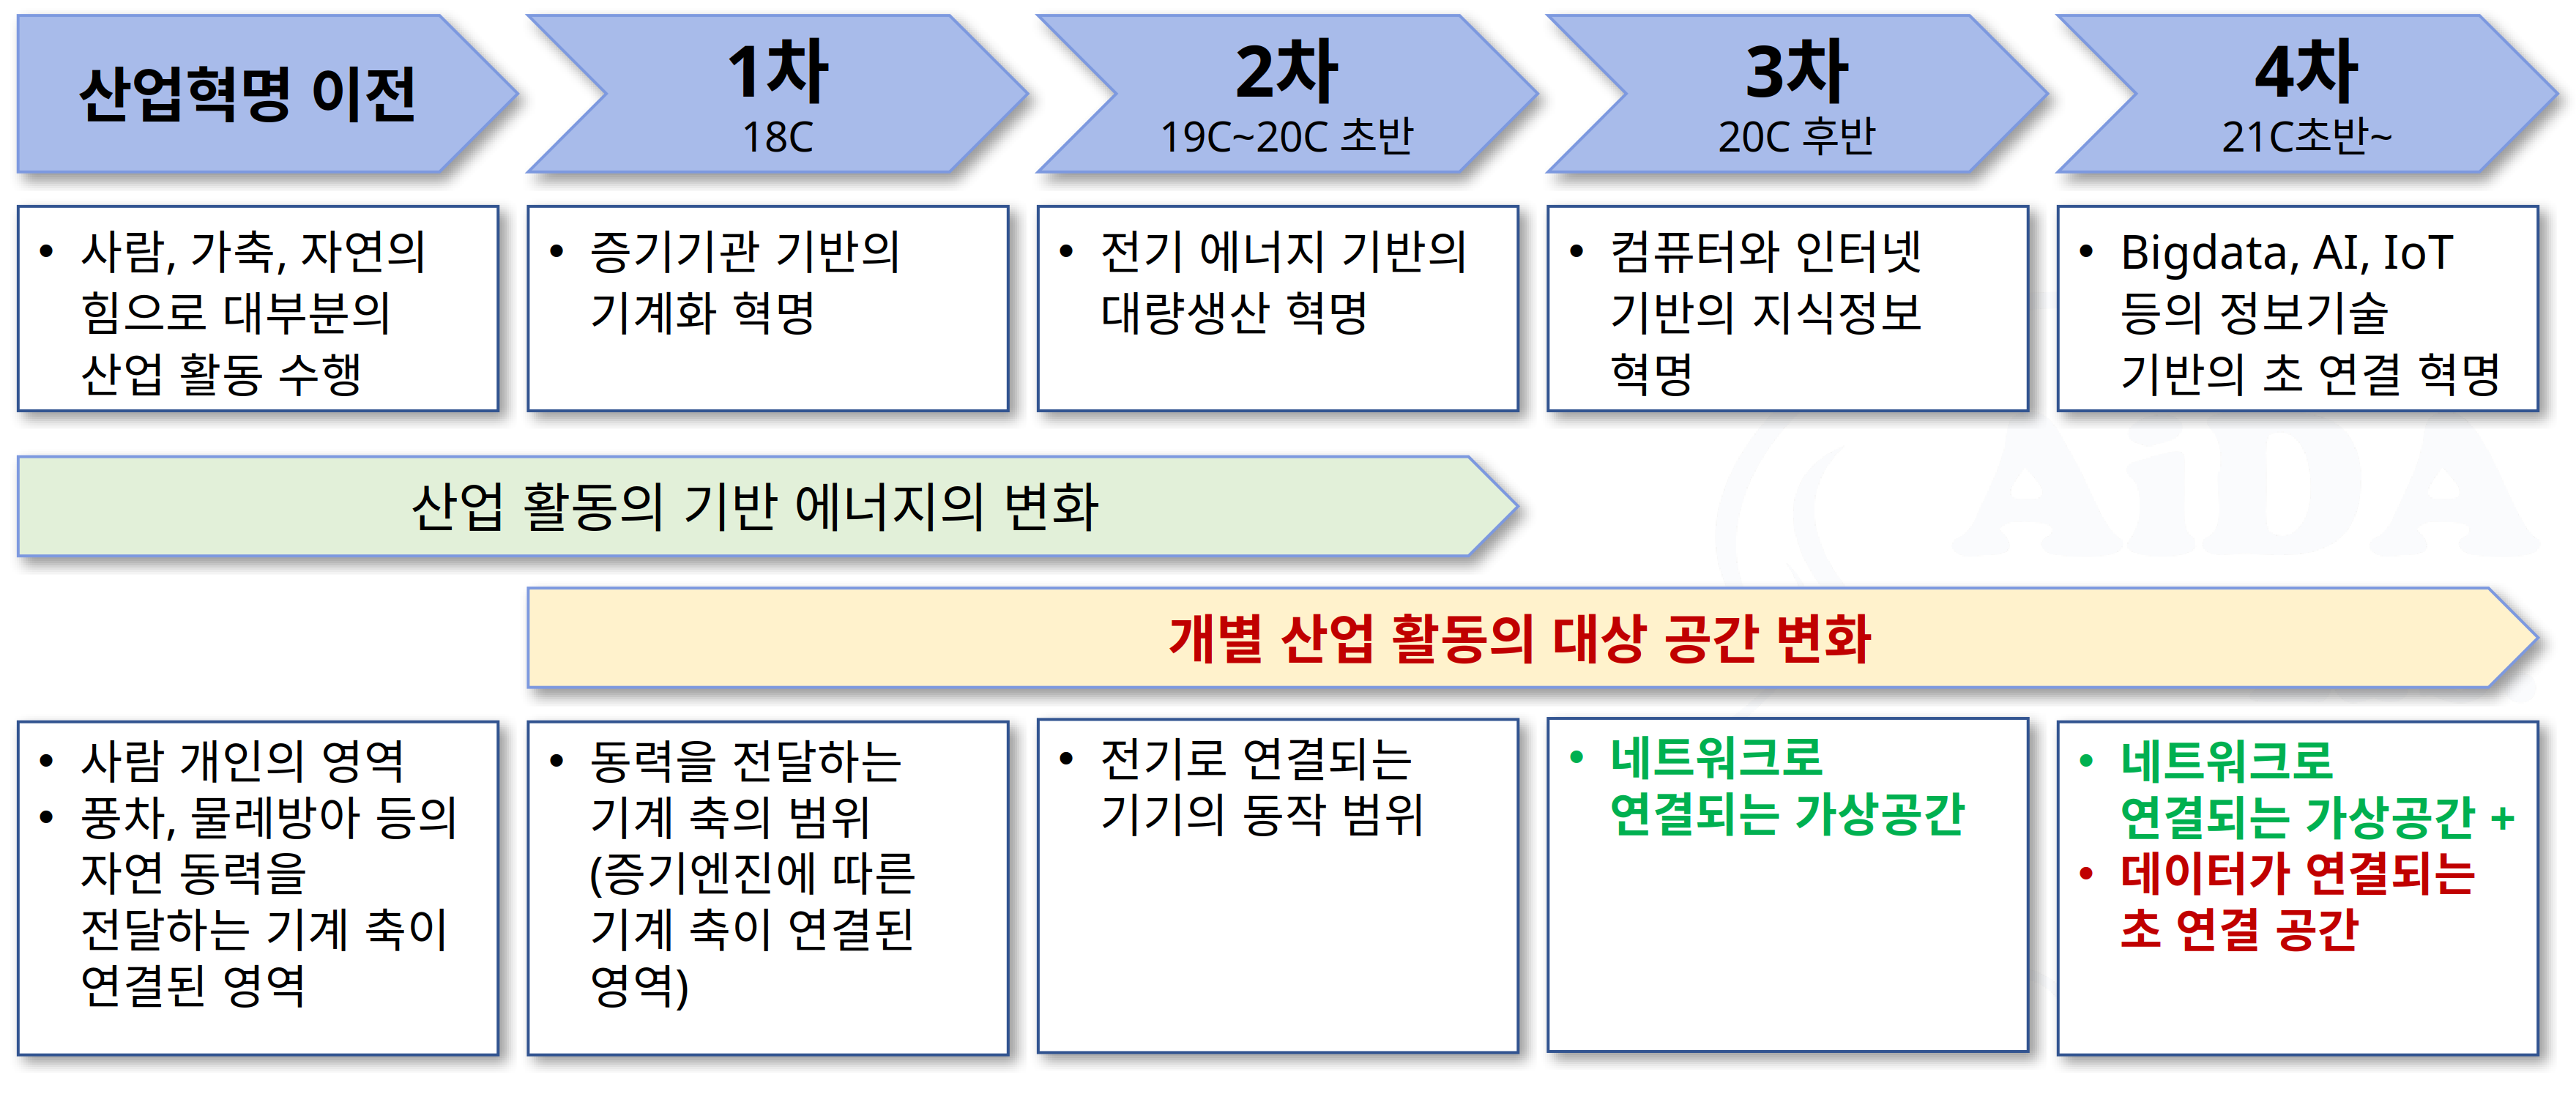 산업혁명 이전
1차
18C
2차
19C~20C 초반
3차
20C 후반
4차
21C초반~
• 사람, 가축, 자연의
힘으로 대부분의
산업 활동 수행
• 증기기관 기반의
기계화 혁명
• 전기 에너지 기반의
대량생산 혁명
• 컴퓨터와 인터넷
기반의 지식정보
혁명
• Bigdata, AI, IoT
등의 정보기술
기반의 초 연결 혁명
AiDA
산업 활동의 기반 에너지의 변화
개별 산업 활동의 대상 공간 변화
• 사람 개인의 영역
• 풍차, 물레방아 등의
자연 동력을
전달하는 기계 축이
연결된 영역
• 동력을 전달하는
기계 축의 범위
(증기엔진에 따른
기계 축이 연결된
영역)
• 전기로 연결되는
기기의 동작 범위
• 네트워크로
연결되는 가상공간
• 네트워크로
연결되는 가상공간 +
• 데이터가 연결되는
초 연결 공간